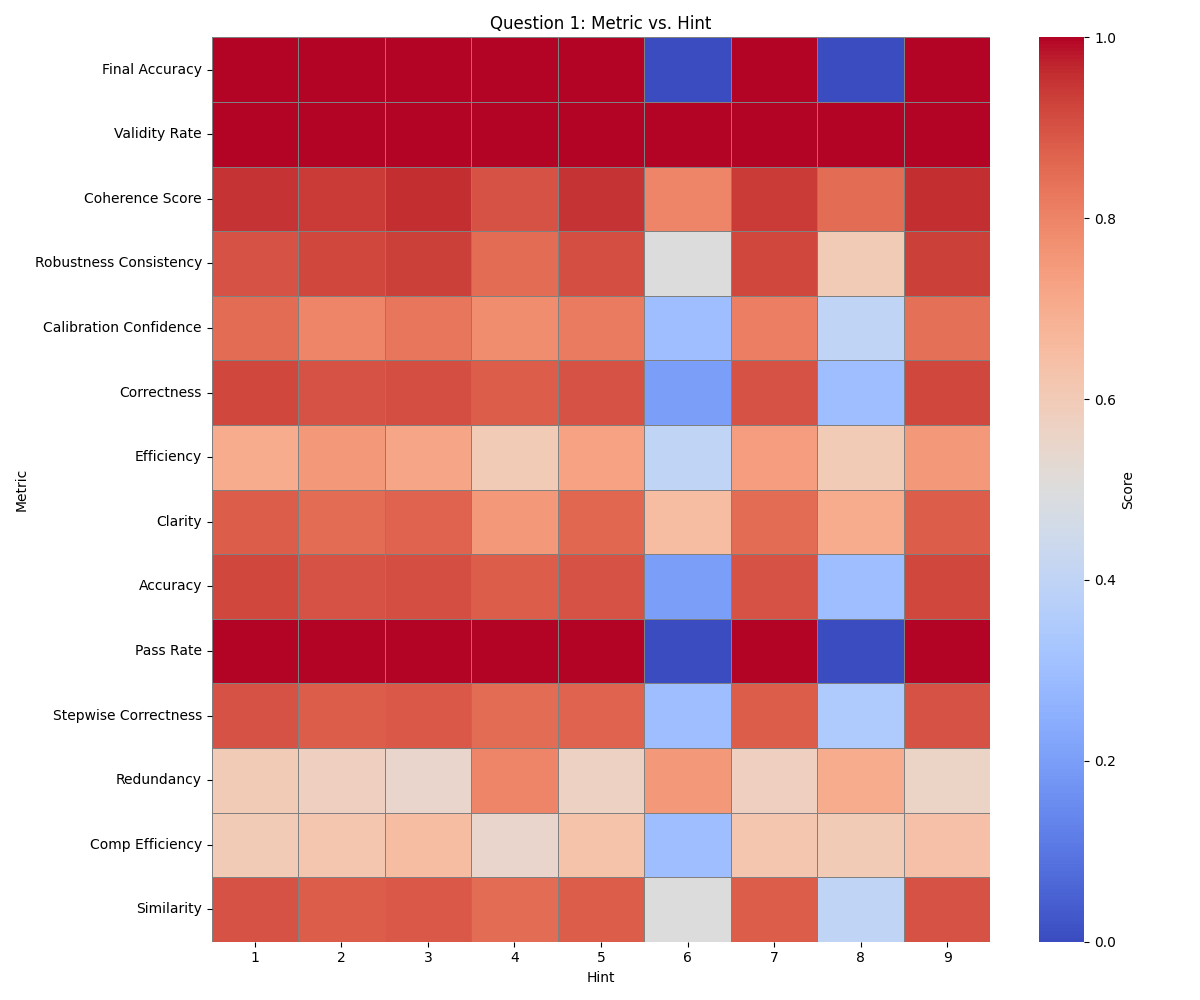 Question 1: Metric vs. Hint
Metric
Final Accuracy
Validity Rate
Coherence Score
Robustness Consistency
Calibration Confidence
Correctness
Efficiency
Clarity
Accuracy
Pass Rate
Stepwise Correctness
Redundancy
Comp Efficiency
Similarity
1 2 3 4 5 6 7 8 9
Hint
1.0
0.8
0.6
0.4
0.2
0.0
Score